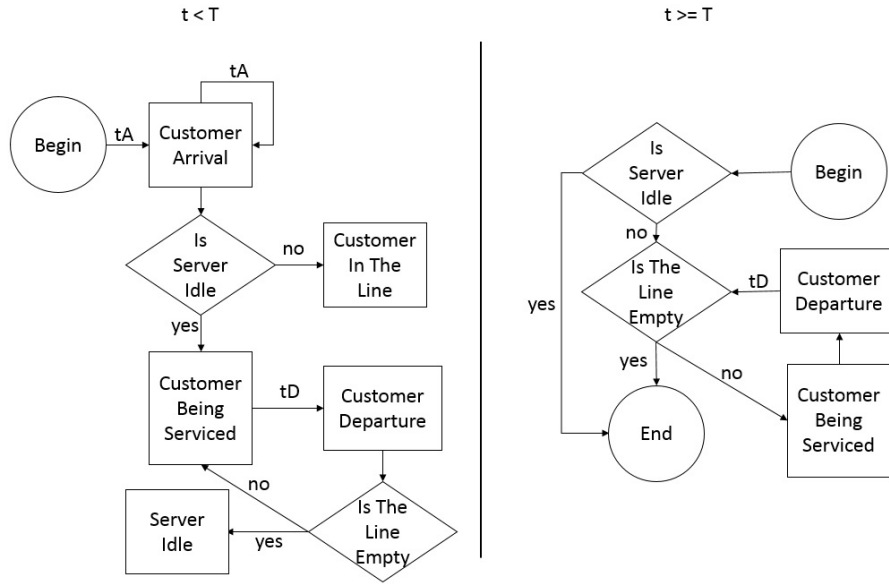 t < T
tA
Begin
tA
Customer
Arrival
Is
Server
Idle
no
Customer
In The
Line
yes
Customer
Being
Serviced
tD
Customer
Departure
no
Server
Idle
yes
Is The
Line
Empty
t >= T
Is
Server
Idle
Begin
no
Is The
Line
Empty
tD
Customer
Departure
yes
yes
no
Customer
Being
Serviced
End